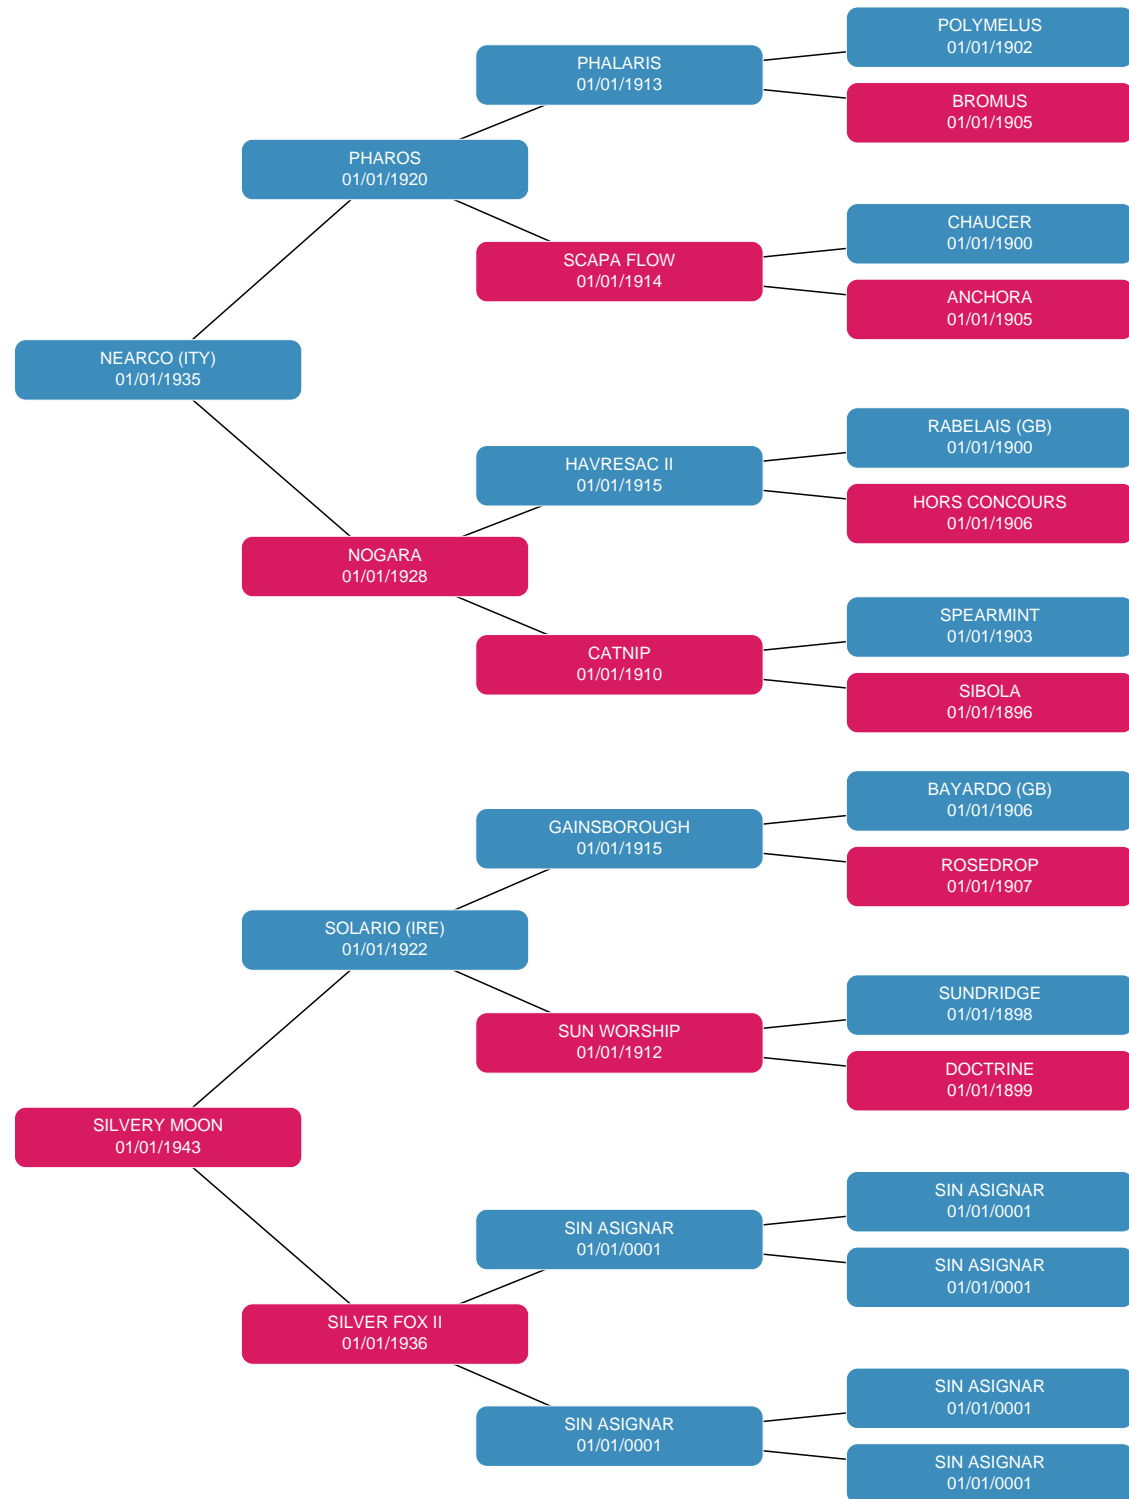 POLYMELUS
01/01/1902
PHALARIS
01/01/1913
BROMUS
01/01/1905
PHAROS
01/01/1920
CHAUCER
01/01/1900
SCAPA FLOW
01/01/1914
ANCHORA
01/01/1905
NEARCO (ITY)
01/01/1935
RABELAIS (GB)
01/01/1900
HAVRESAC II
01/01/1915
HORS CONCOURS
01/01/1906
NOGARA
01/01/1928
SPEARMINT
01/01/1903
CATNIP
01/01/1910
SIBOLA
01/01/1896
BAYARDO (GB)
01/01/1906
GAINSBOROUGH
01/01/1915
ROSEDROP
01/01/1907
SOLARIO (IRE)
01/01/1922
SUNDRIDGE
01/01/1898
SUN WORSHIP
01/01/1912
DOCTRINE
01/01/1899
SILVERY MOON
01/01/1943
SIN ASIGNAR
01/01/0001
SIN ASIGNAR
01/01/0001
SIN ASIGNAR
01/01/0001
SILVER FOX II
01/01/1936
SIN ASIGNAR
01/01/0001
SIN ASIGNAR
01/01/0001
SIN ASIGNAR
01/01/0001